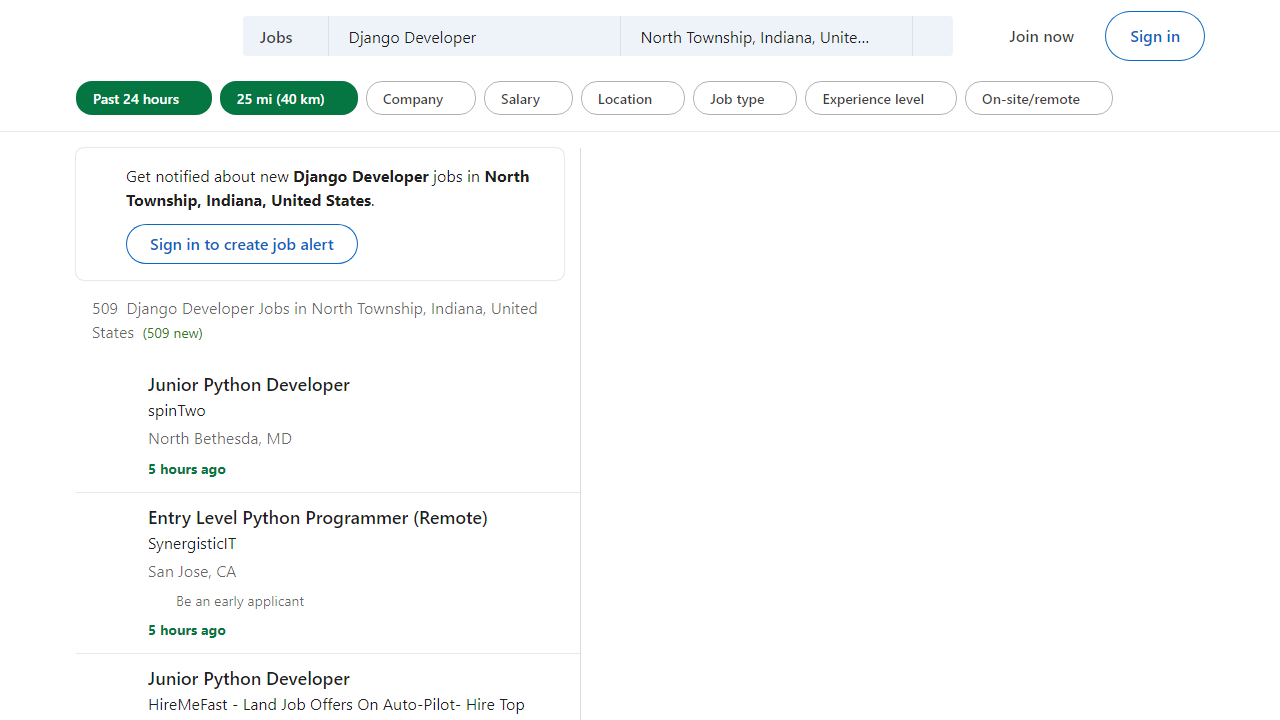 Jobs
Django Developer
North Township, Indiana, Unite...
Join now
Sign in
Past 24 hours
25 mi (40 km)
Company
Salary
Location
Job type
Experience level
On-site/remote
Get notified about new Django Developer jobs in North
Township, Indiana, United States.
Sign in to create job alert
509 Django Developer Jobs in North Township, Indiana, United
States (509 new)
Junior Python Developer
spinTwo
North Bethesda, MD
5 hours ago
Entry Level Python Programmer (Remote)
SynergisticIT
San Jose, CA
Be an early applicant
5 hours ago
Junior Python Developer
HireMeFast - Land Job Offers On Auto-Pilot- Hire Top